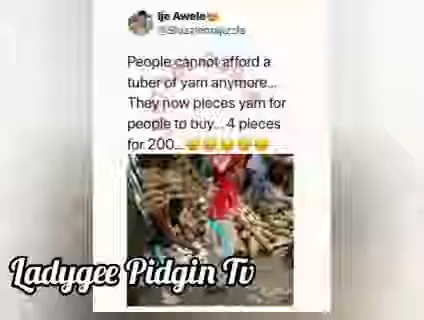 Ije Awele😍
People cannot afford a
tuber of yam anymore...
They now pieces yam for
people to buy... 4 pieces
for 200...😂😂😂😂😂
Ladygee Pidgin Tv